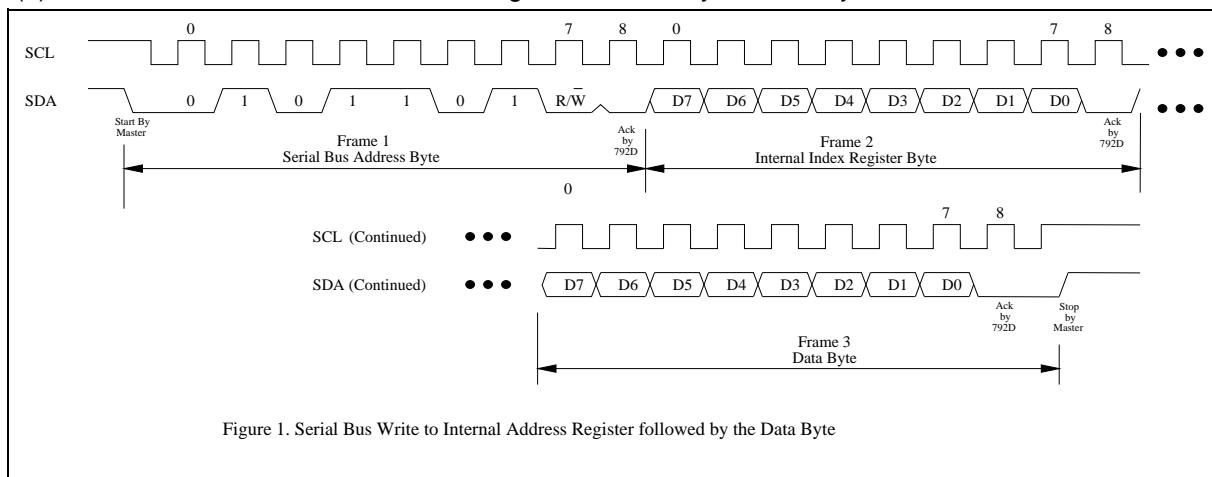 0 7 8 0 7 8
SCL
SDA 0 1 0 1 1 0 1 R/W D7 D6 D5 D4 D3 D2 D1 D0
Start By
Master
Ack
by
792D
Ack
by
792D
Frame 1
Serial Bus Address Byte
Frame 2
Internal Index Register Byte
0
7 8
SCL (Continued)
SDA (Continued) D7 D6 D5 D4 D3 D2 D1 D0
Ack
by
792D
Stop
by
Master
Frame 3
Data Byte
Figure 1. Serial Bus Write to Internal Address Register followed by the Data Byte